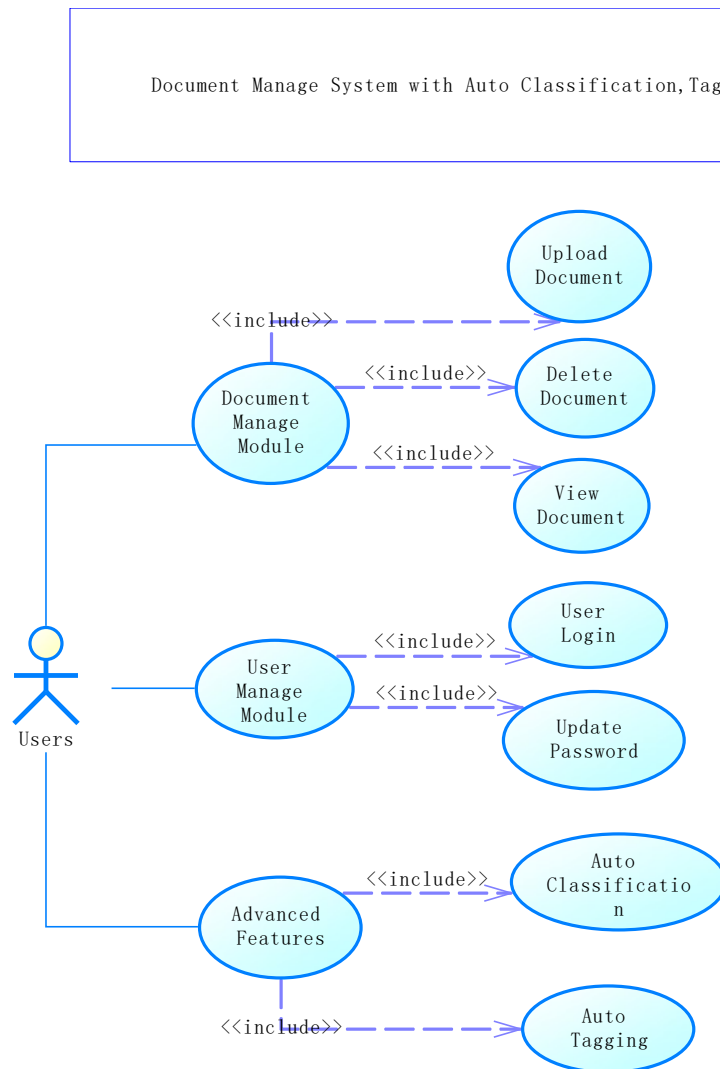 Document Manage System with Auto Classification,Tag
Upload
Document
<<include>>
<<include>>
Delete
Document
Document
Manage
Module
<<include>>
View
Document
User
Login
<<include>>
User
Manage
Module
<<include>>
Update
Password
Users
Auto
Classificatio
n
<<include>>
Advanced
Features
<<include>>
Auto
Tagging